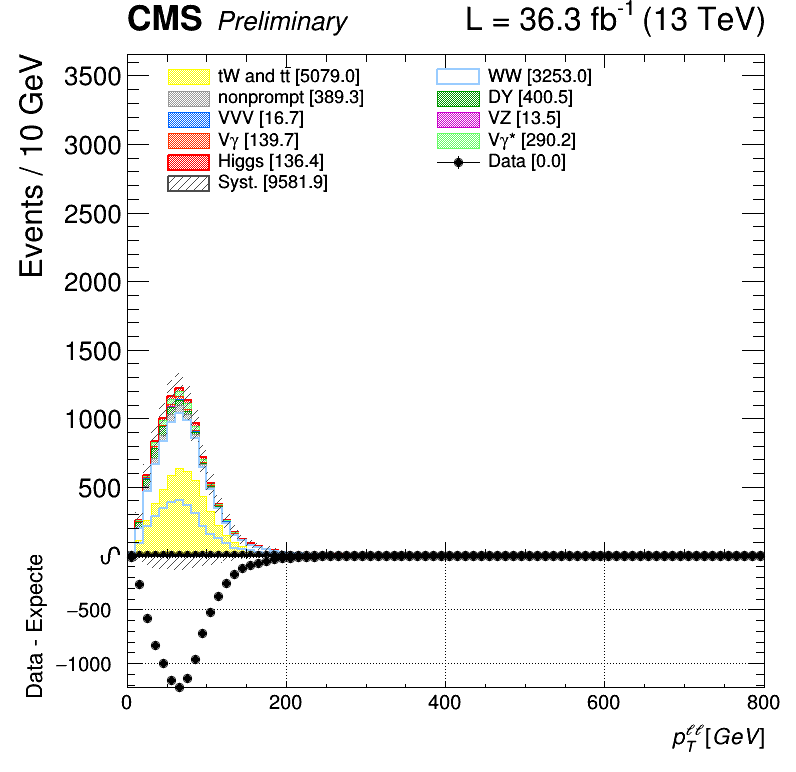 CMS Preliminary L = 36.3 fb⁻¹ (13 TeV)
Events / 10 GeV
3500
3000
2500
2000
1500
1000
500
0
tW and tt̄ [5079.0]
nonprompt [389.3]
VVV [16.7]
Vγ [139.7]
Higgs [136.4]
Syst. [9581.9]
WW [3253.0]
DY [400.5]
VZ [13.5]
Vγ* [290.2]
Data [0.0]
Data - Expecte
0
−500
−1000
0 200 400 600 800
p_T^ℓℓ [GeV]